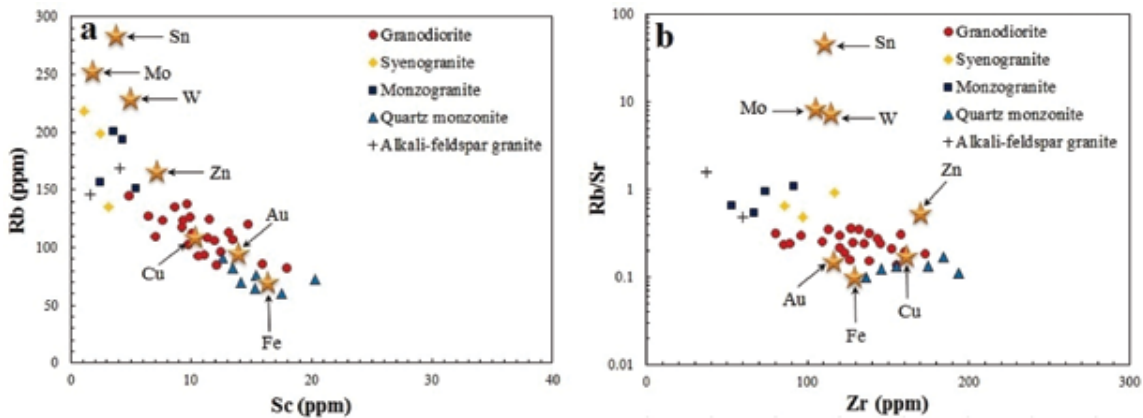 a
300
250
200
150
100
50
0
0 10 20 30 40
Rb (ppm)
Sc (ppm)
Sn
Mo
W
Zn
Au
Cu
Fe
Granodiorite
Syenogranite
Monzogranite
Quartz monzonite
Alkali-feldspar granite
b
100
10
1
0.1
0.01
0 100 200 300
Rb/Sr
Zr (ppm)
Sn
Mo
W
Zn
Au
Fe
Cu
Granodiorite
Syenogranite
Monzogranite
Quartz monzonite
Alkali-feldspar granite